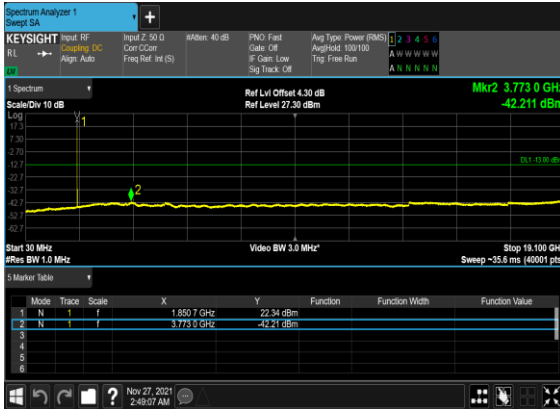 Spectrum Analyzer 1
Swept SA
+
KEYSIGHT Input: RF Input Z: 50 Ω #Atten: 40 dB PNO: Fast Avg Type: Power (RMS) 1 2 3 4 5 6
RL Coupling: DC Corr CCorr Gate: Off Avg|Hold: 100/100 A W W W W W
Align: Auto Freq Ref: Int (S) IF Gain: Low Trig: Free Run
Sig Track: Off A N N N N N
1 Spectrum Ref Lvl Offset 4.30 dB Mkr2 3.773 0 GHz
Scale/Div 10 dB Ref Level 27.30 dBm -42.211 dBm
Log
17.3 1
7.30
-2.70
-12.7 DL1 -13.00 dBm
-22.7
-32.7 2
-42.7
-52.7
-62.7
Start 30 MHz Video BW 3.0 MHz* Stop 19.100 GHz
#Res BW 1.0 MHz Sweep ~35.6 ms (40001 pts)
5 Marker Table
Mode Trace Scale X Y Function Function Width Function Value
1 N 1 f 1.850 7 GHz 22.34 dBm
2 N 1 f 3.773 0 GHz -42.21 dBm
3
4
5
6
? Nov 27, 2021
2:49:07 AM